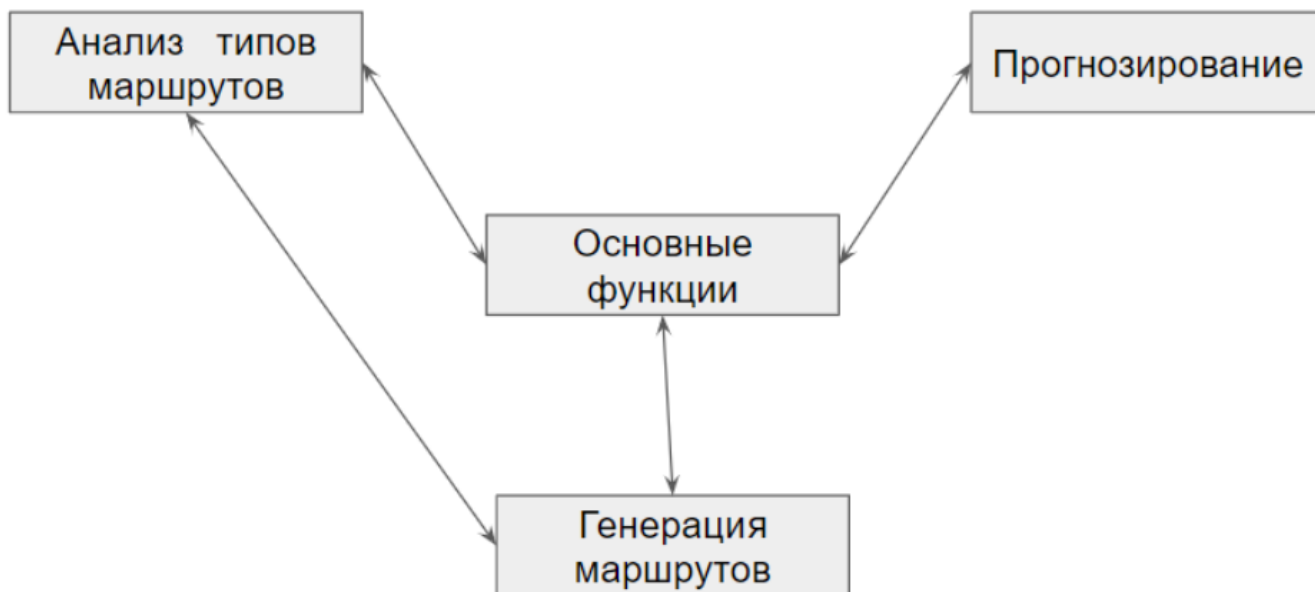 Анализ типов
маршрутов
Прогнозирование
Основные
функции
Генерация
маршрутов